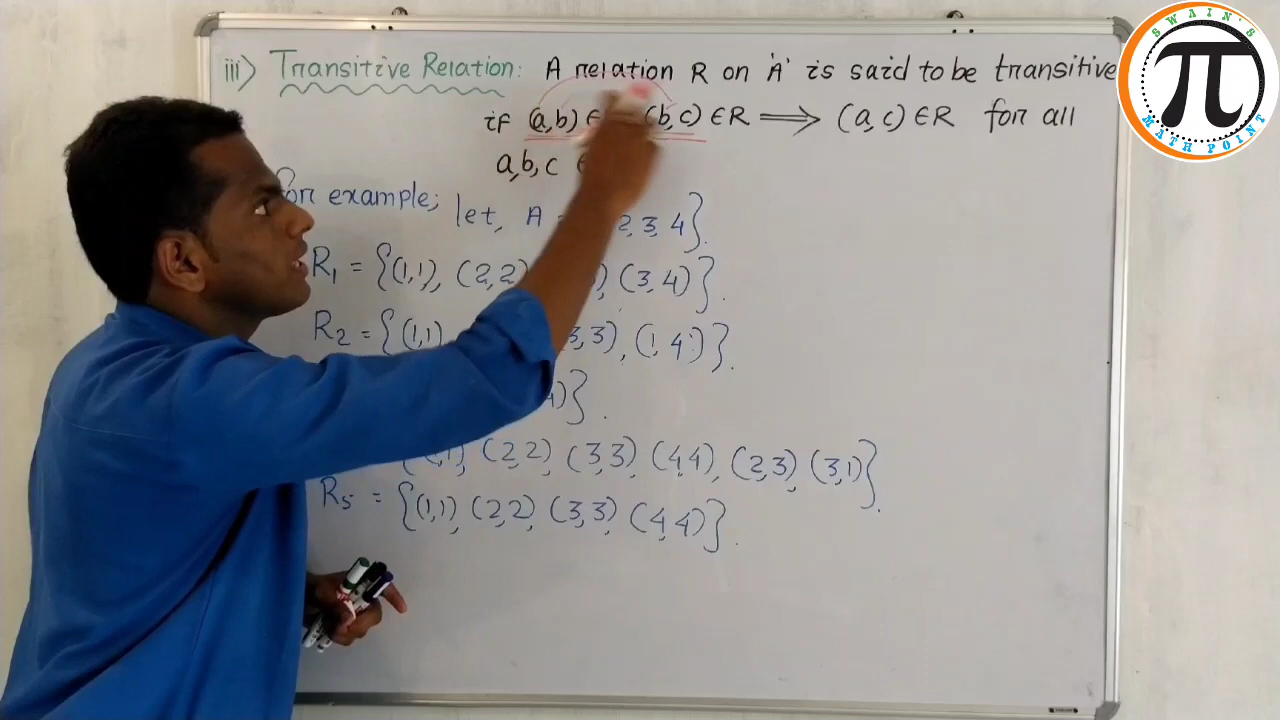 iii) Transitive Relation: A relation R on 'A' is said to be transitive
if (a,b) ∈ (b,c) ∈R ⟹ (a,c) ∈R for all
a,b,c ∈
for example; let, A 2, 3, 4}.
R1 = {(1,1), (2,2) , (3,4)}.
R2 = {(1,1) 3,3), (1,4)}.
)}.
,1), (2,2), (3,3), (4,4), (2,3), (3,1)}.
R5 = {(1,1), (2,2), (3,3), (4,4)}.
SWAIN'S
π
MATH POINT